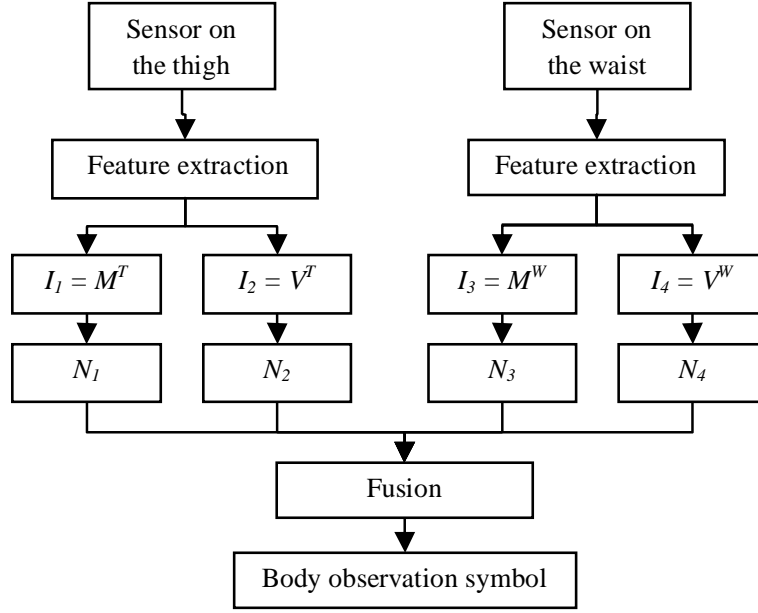 Sensor on
the thigh
Sensor on
the waist
Feature extraction
Feature extraction
I₁ = Mᵀ
I₂ = Vᵀ
I₃ = Mᵂ
I₄ = Vᵂ
N₁
N₂
N₃
N₄
Fusion
Body observation symbol